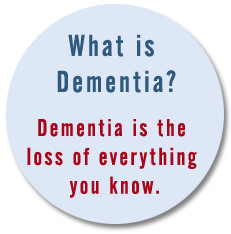 What is
Dementia?
Dementia is the
loss of everything
you know.